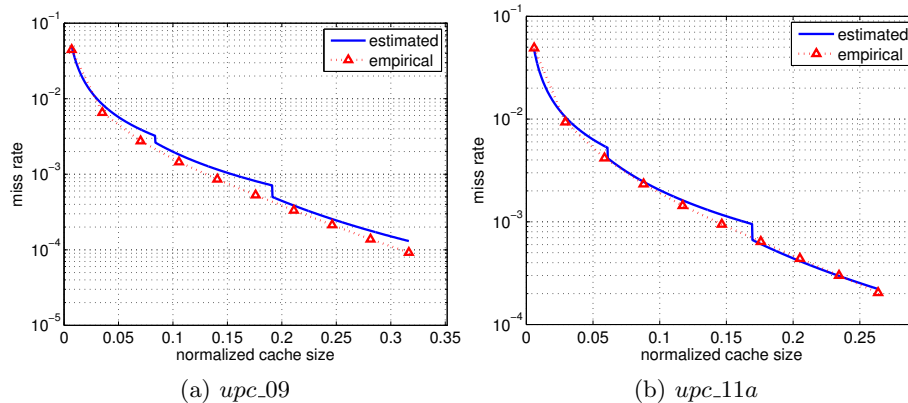 10^-1
10^-2
10^-3
10^-4
10^-5
miss rate
0
0.05
0.1
0.15
0.2
0.25
0.3
0.35
normalized cache size
estimated
empirical
(a) upc_09
10^-1
10^-2
10^-3
10^-4
miss rate
0
0.05
0.1
0.15
0.2
0.25
normalized cache size
estimated
empirical
(b) upc_11a